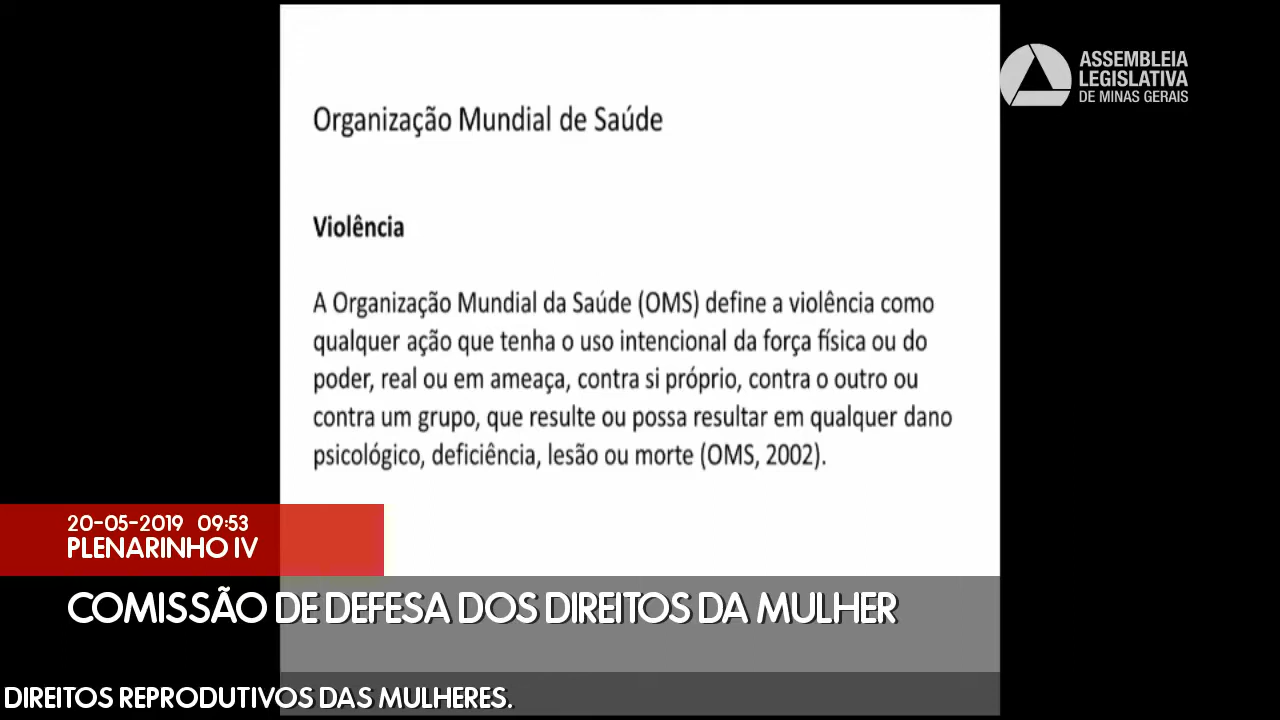 ASSEMBLEIA
LEGISLATIVA
DE MINAS GERAIS
Organização Mundial de Saúde
Violência
A Organização Mundial da Saúde (OMS) define a violência como
qualquer ação que tenha o uso intencional da força física ou do
poder, real ou em ameaça, contra si próprio, contra o outro ou
contra um grupo, que resulte ou possa resultar em qualquer dano
psicológico, deficiência, lesão ou morte (OMS, 2002).
20-05-2019 09:53
PLENARINHO IV
COMISSÃO DE DEFESA DOS DIREITOS DA MULHER
DIREITOS REPRODUTIVOS DAS MULHERES.